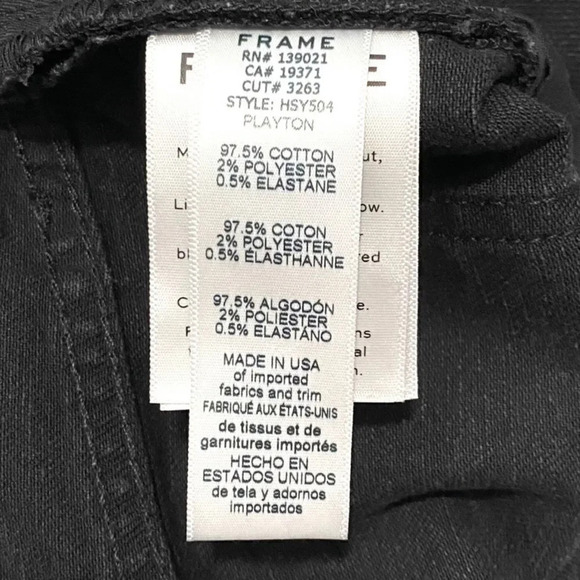 FRAME
RN# 139021
CA# 19371
CUT# 3263
STYLE: HSY504
PLAYTON
97.5% COTTON
2% POLYESTER
0.5% ELASTANE
97.5% COTON
2% POLYESTER
0.5% ÉLASTHANNE
97.5% ALGODÓN
2% POLIÉSTER
0.5% ELASTANO
MADE IN USA
of imported
fabrics and trim
FABRIQUÉ AUX ÉTATS-UNIS
de tissus et de
garnitures importés
HECHO EN
ESTADOS UNIDOS
de tela y adornos
importados